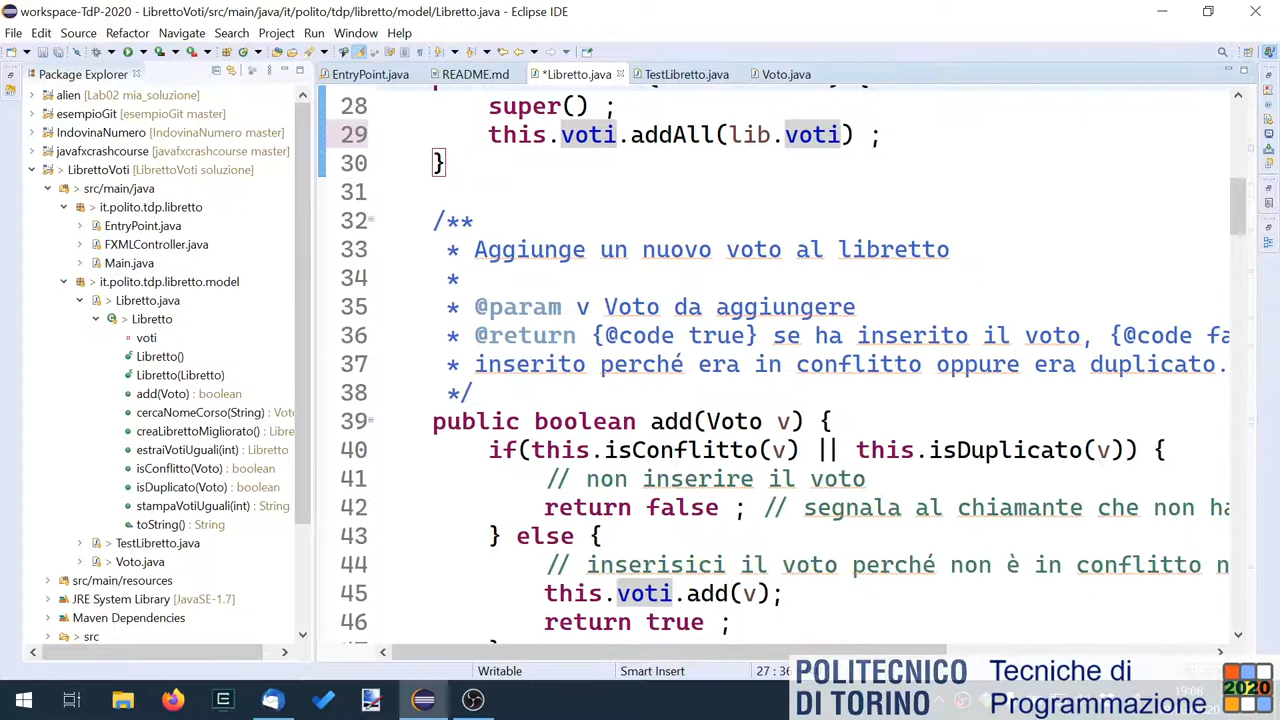 workspace-TdP-2020 - LibrettoVoti/src/main/java/it/polito/tdp/libretto/model/Libretto.java - Eclipse IDE
File Edit Source Refactor Navigate Search Project Run Window Help
Package Explorer
EntryPoint.java README.md *Libretto.java TestLibretto.java Voto.java
alien [Lab02 mia_soluzione]
> esempioGit [esempioGit master]
IndovinaNumero [IndovinaNumero master]
javafxcrashcourse [javafxcrashcourse master]
> LibrettoVoti [LibrettoVoti soluzione]
> src/main/java
> it.polito.tdp.libretto
> EntryPoint.java
> FXMLController.java
> Main.java
> it.polito.tdp.libretto.model
> Libretto.java
> Libretto
voti
Libretto()
Libretto(Libretto)
add(Voto) : boolean
cercaNomeCorso(String) : Voto
creaLibrettoMigliorato() : Libre
estraiVotiUguali(int) : Libretto
isConflitto(Voto) : boolean
isDuplicato(Voto) : boolean
stampaVotiUguali(int) : String
toString() : String
> TestLibretto.java
> Voto.java
src/main/resources
JRE System Library [JavaSE-1.7]
Maven Dependencies
> src
28 super() ;
29 this.voti.addAll(lib.voti) ;
30 }
31
32 /**
33 * Aggiunge un nuovo voto al libretto
34 *
35 * @param v Voto da aggiungere
36 * @return {@code true} se ha inserito il voto, {@code fa
37 * inserito perché era in conflitto oppure era duplicato.
38 */
39 public boolean add(Voto v) {
40 if(this.isConflitto(v) || this.isDuplicato(v)) {
41 // non inserire il voto
42 return false ; // segnala al chiamante che non ha
43 } else {
44 // inserisici il voto perché non è in conflitto n
45 this.voti.add(v);
46 return true ;
47 }
Writable Smart Insert 27 : 36
POLITECNICO DI TORINO
Tecniche di Programmazione
2020
19:08